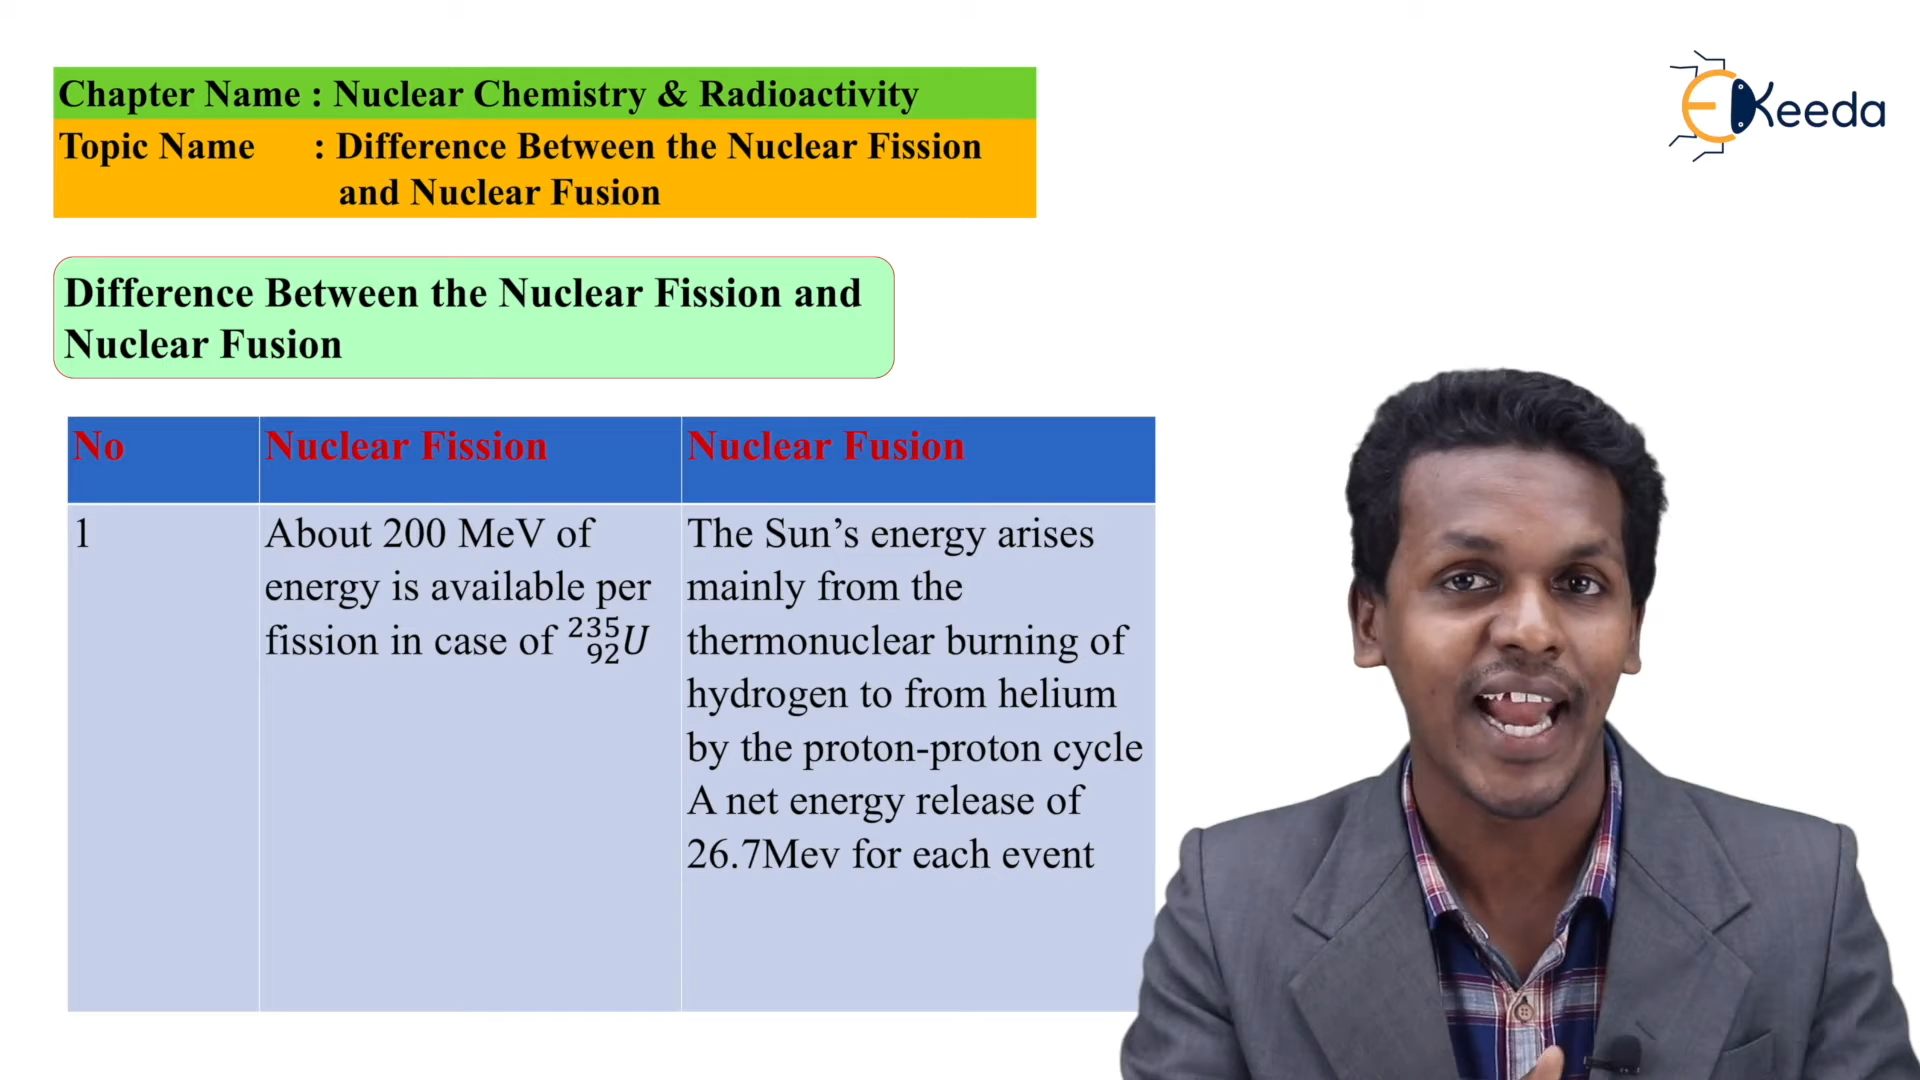 Chapter Name : Nuclear Chemistry & Radioactivity
Topic Name : Difference Between the Nuclear Fission
and Nuclear Fusion
EKeeda
Difference Between the Nuclear Fission and
Nuclear Fusion
No Nuclear Fission Nuclear Fusion
1
About 200 MeV of
energy is available per
fission in case of ²³⁵₉₂U
The Sun’s energy arises
mainly from the
thermonuclear burning of
hydrogen to from helium
by the proton-proton cycle
A net energy release of
26.7Mev for each event